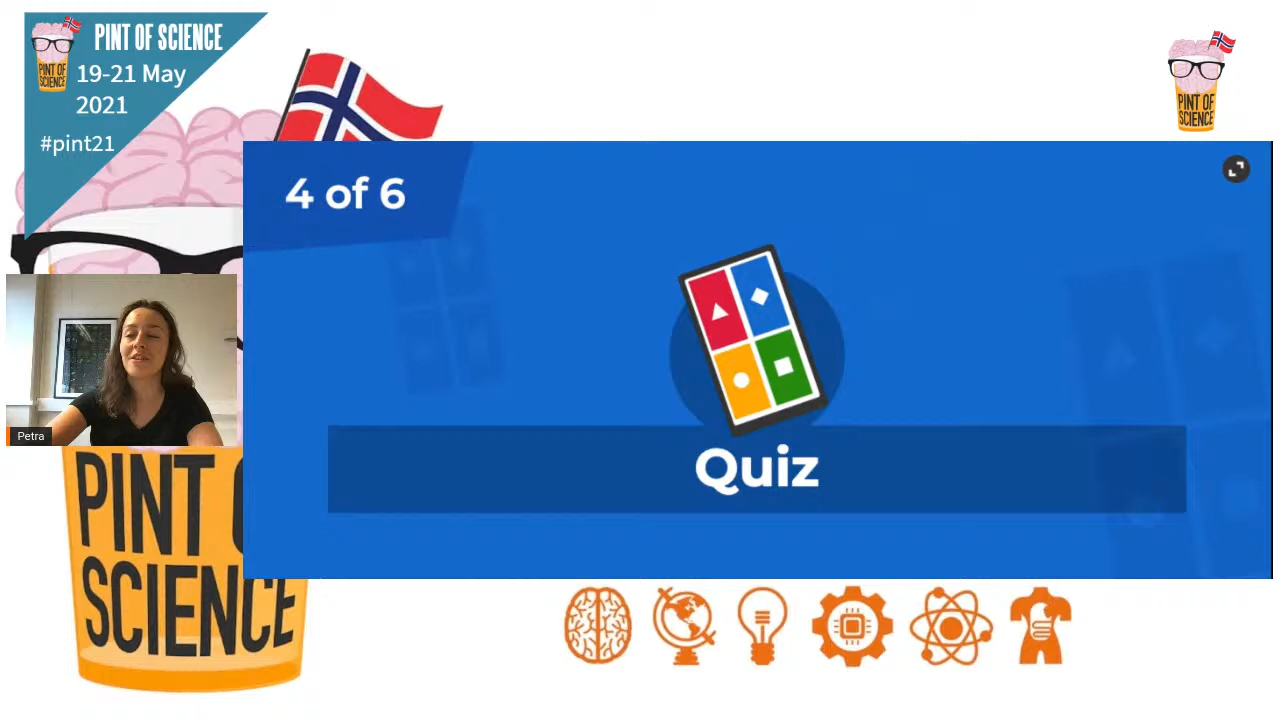 PINT OF SCIENCE
19-21 May
2021
#pint21
PINT OF
SCIENCE
PINT OF
SCIENCE
4 of 6
Quiz
Petra
PINT
SCIENCE